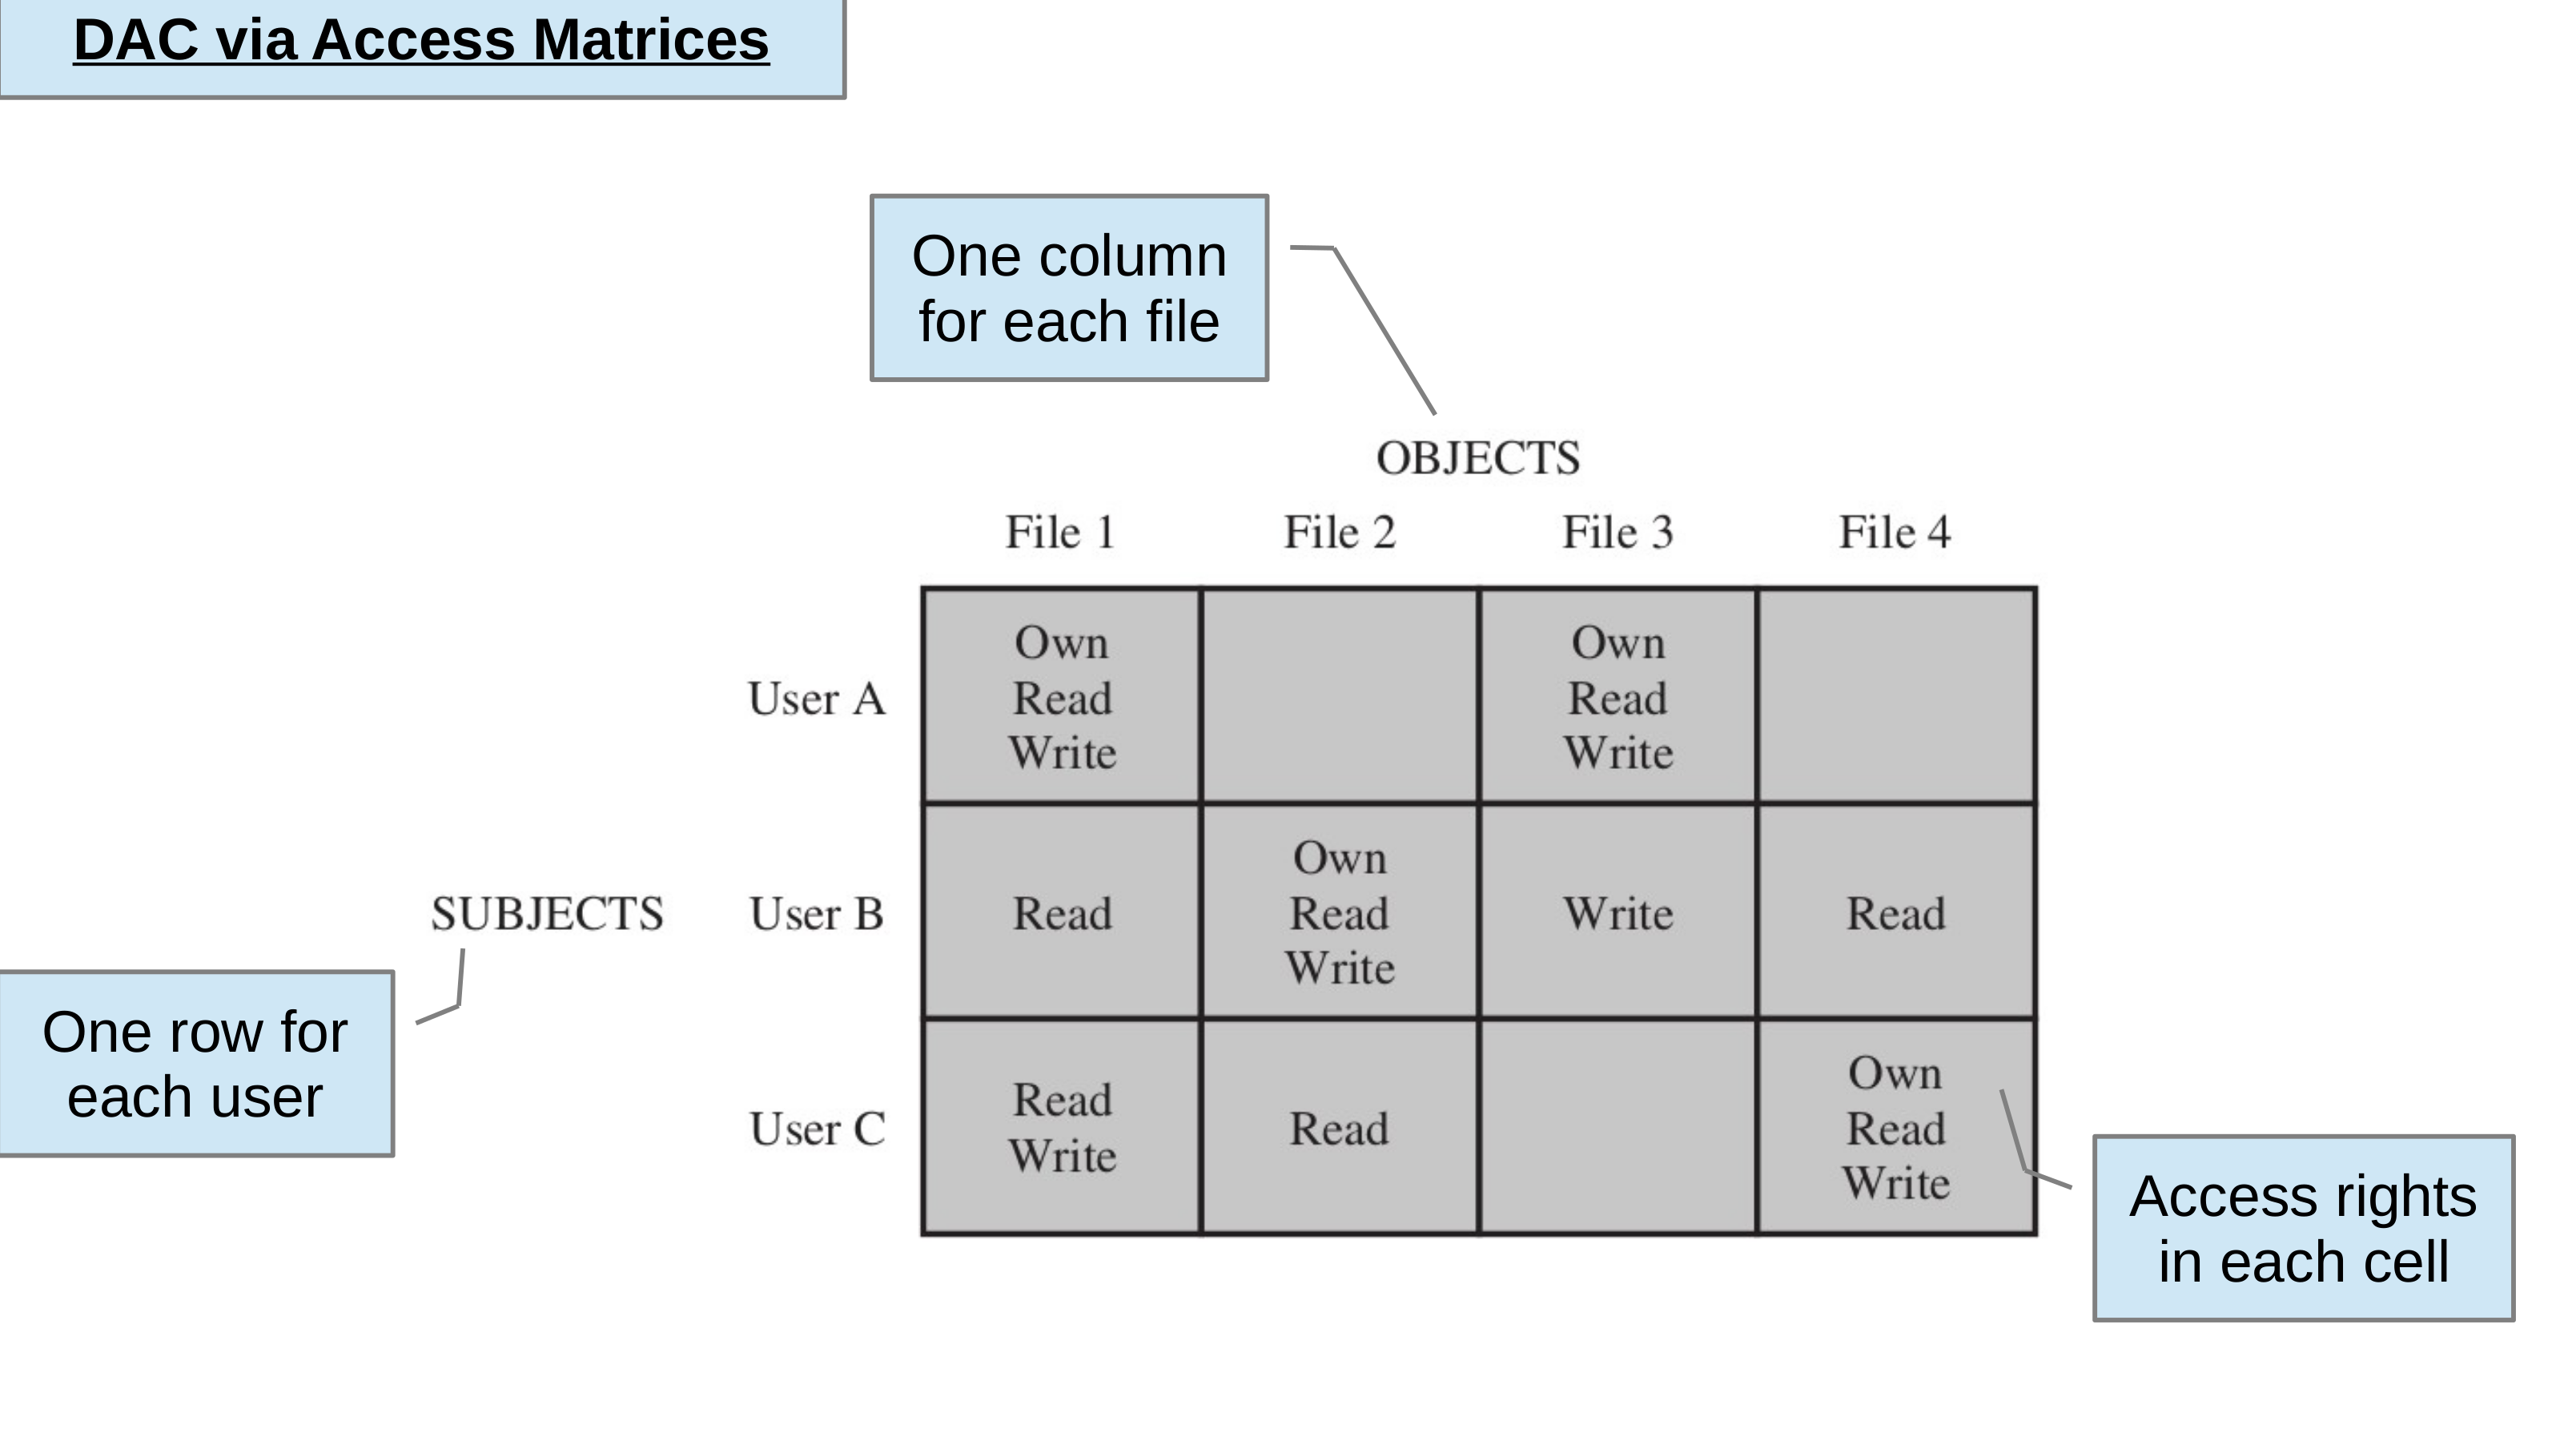 DAC via Access Matrices
One column
for each file
OBJECTS
File 1 File 2 File 3 File 4
Own
Read
Write
Own
Read
Write
User A
SUBJECTS
User B
Read
Own
Read
Write
Write
Read
One row for
each user
User C
Read
Write
Read
Own
Read
Write
Access rights
in each cell